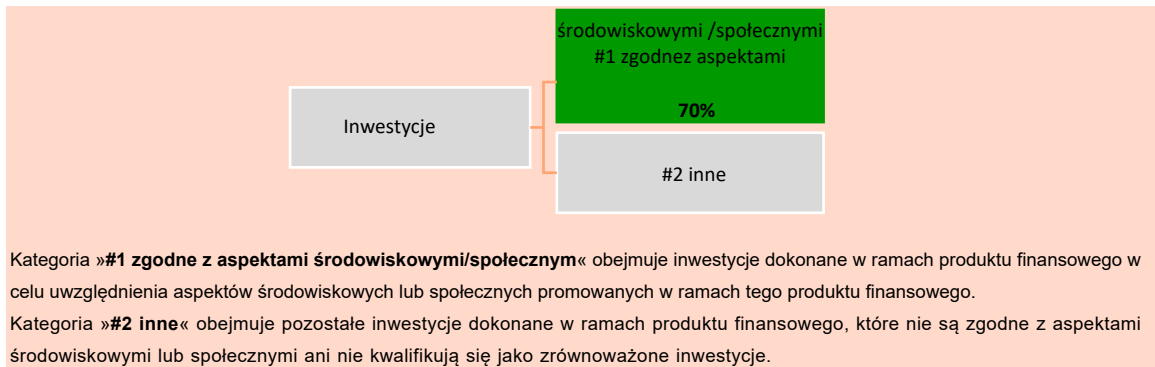 środowiskowymi /społecznymi
#1 zgodnez aspektami
70%
Inwestycje
#2 inne
Kategoria »#1 zgodne z aspektami środowiskowymi/społecznym« obejmuje inwestycje dokonane w ramach produktu finansowego w
celu uwzględnienia aspektów środowiskowych lub społecznych promowanych w ramach tego produktu finansowego.
Kategoria »#2 inne« obejmuje pozostałe inwestycje dokonane w ramach produktu finansowego, które nie są zgodne z aspektami
środowiskowymi lub społecznymi ani nie kwalifikują się jako zrównoważone inwestycje.